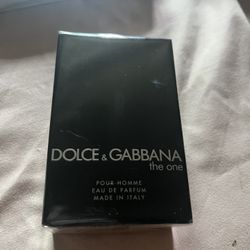 DOLCE & GABBANA
the one
POUR HOMME
EAU DE PARFUM
MADE IN ITALY